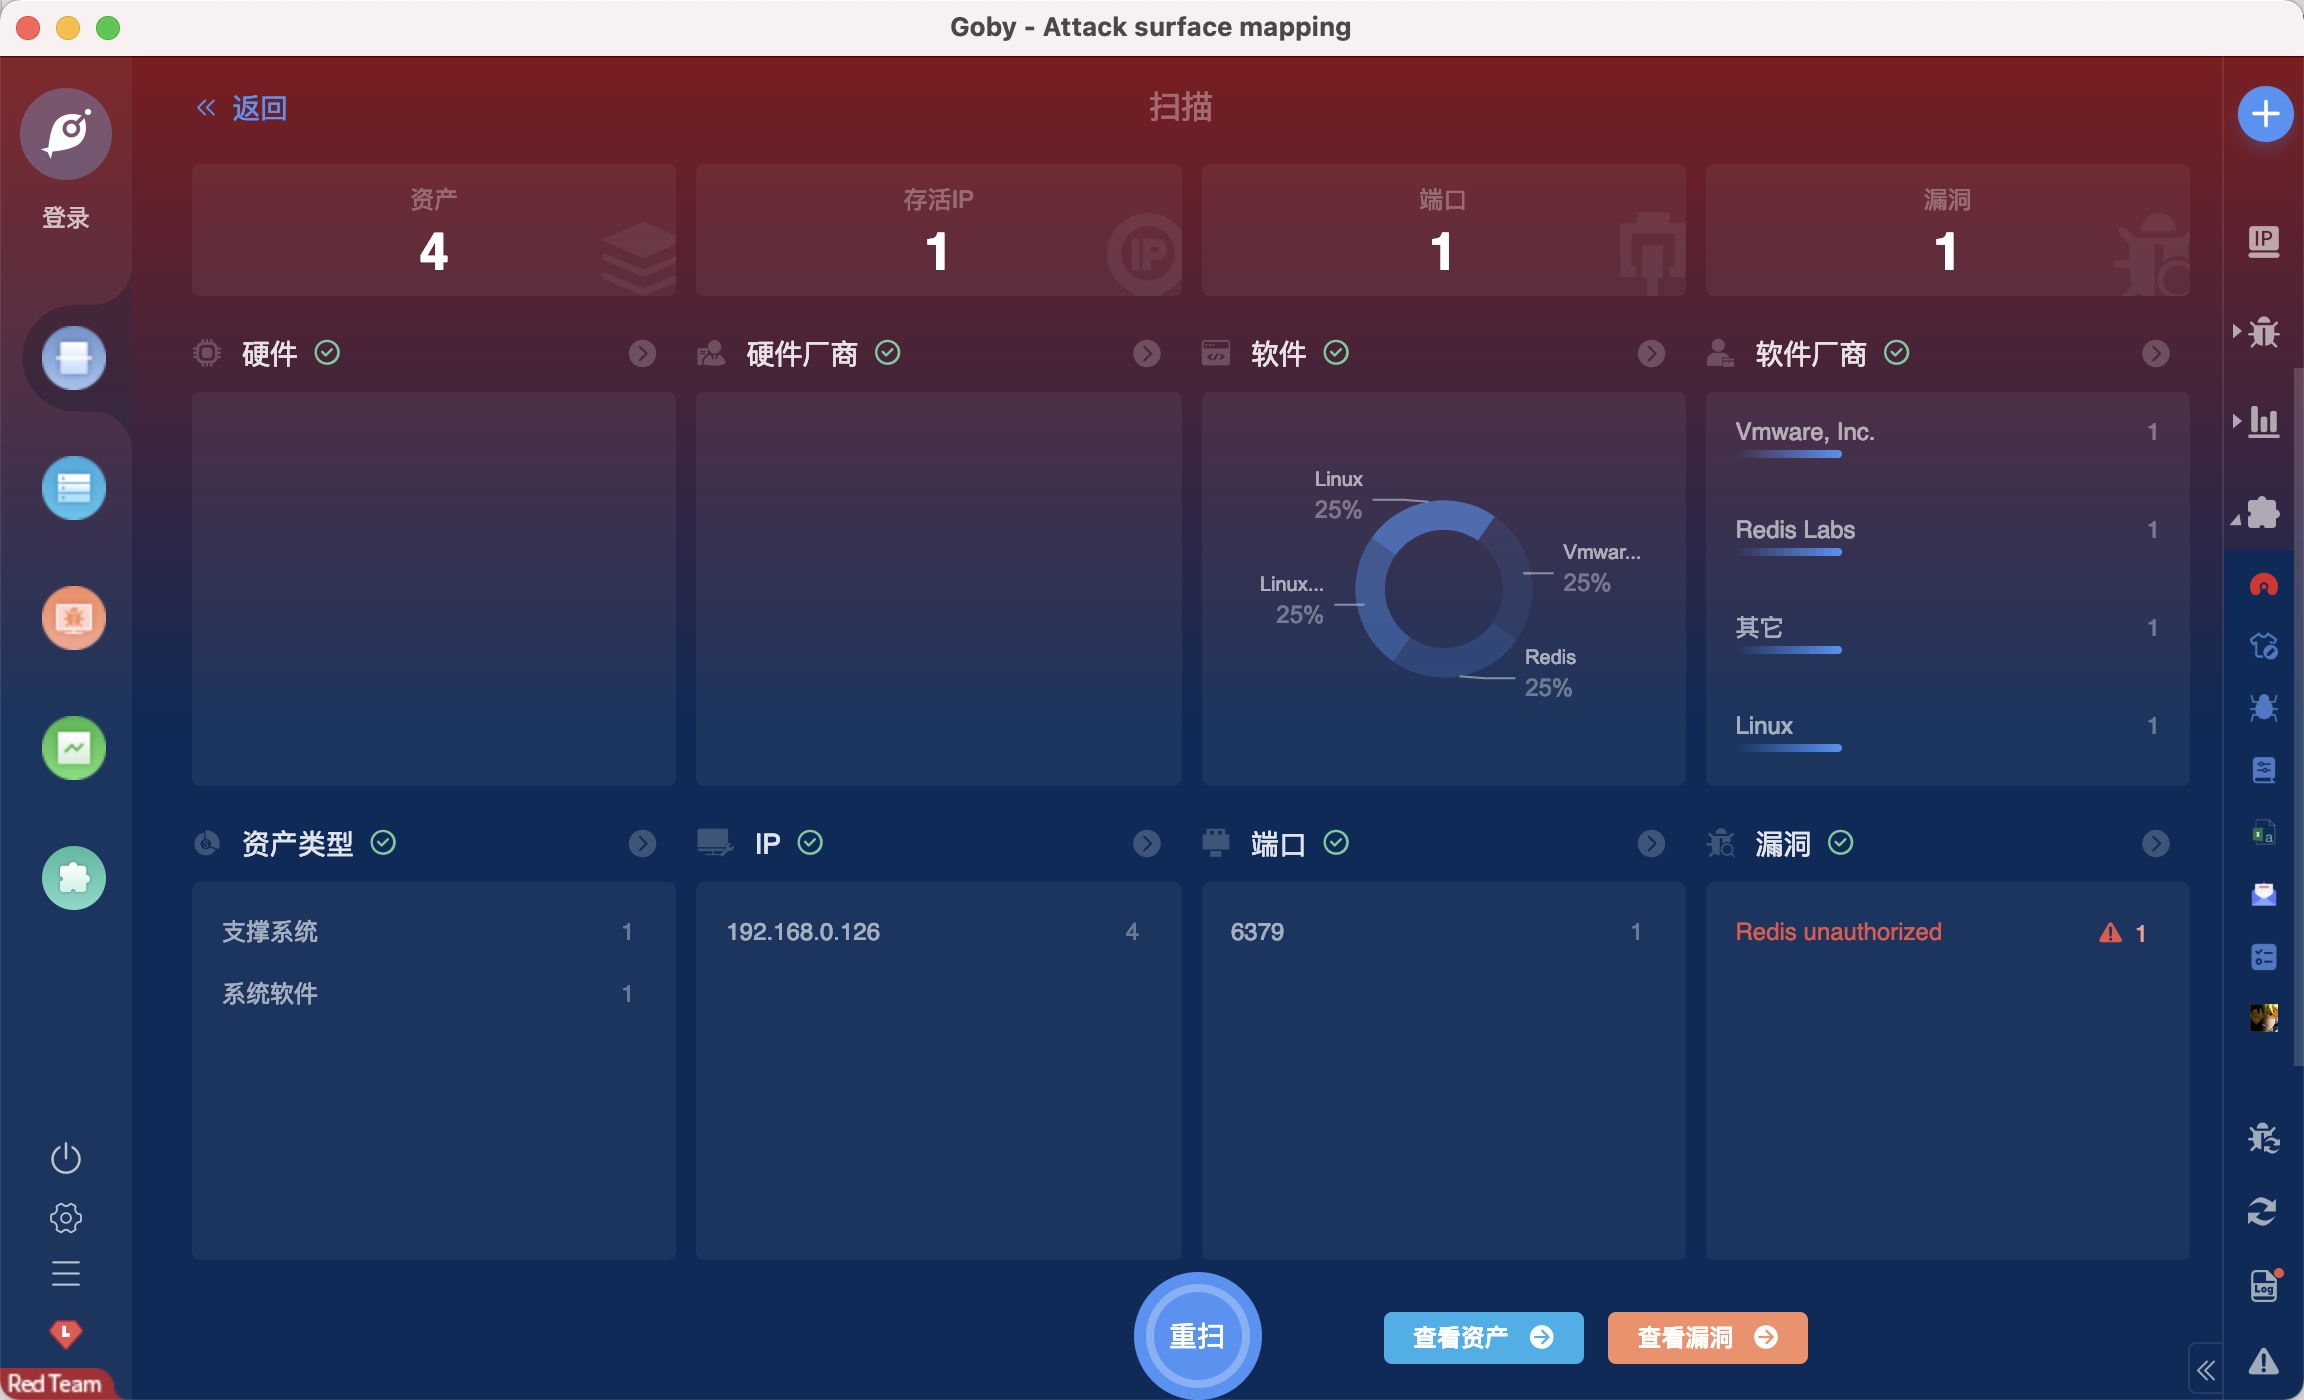 Goby - Attack surface mapping
返回
扫描
登录
资产
4
存活IP
1
IP
端口
1
漏洞
1
IP
硬件
硬件厂商
软件
软件厂商
Linux
25%
Vmwar...
25%
Linux...
25%
Redis
25%
Vmware, Inc. 1
Redis Labs 1
其它 1
Linux 1
资产类型
IP
端口
漏洞
支撑系统 1
系统软件 1
192.168.0.126 4
6379 1
Redis unauthorized 1
重扫
查看资产
查看漏洞
Log
L
Red Team